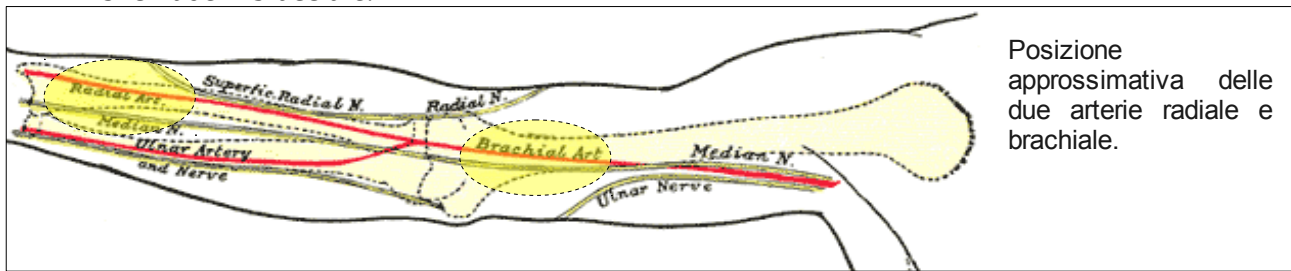 Superfic. Radial N.
Radial N.
Radial Art.
Median N.
Ulnar Artery
and Nerve
Brachial Art
Median N.
Ulnar Nerve
Posizione
approssimativa delle
due arterie radiale e
brachiale.